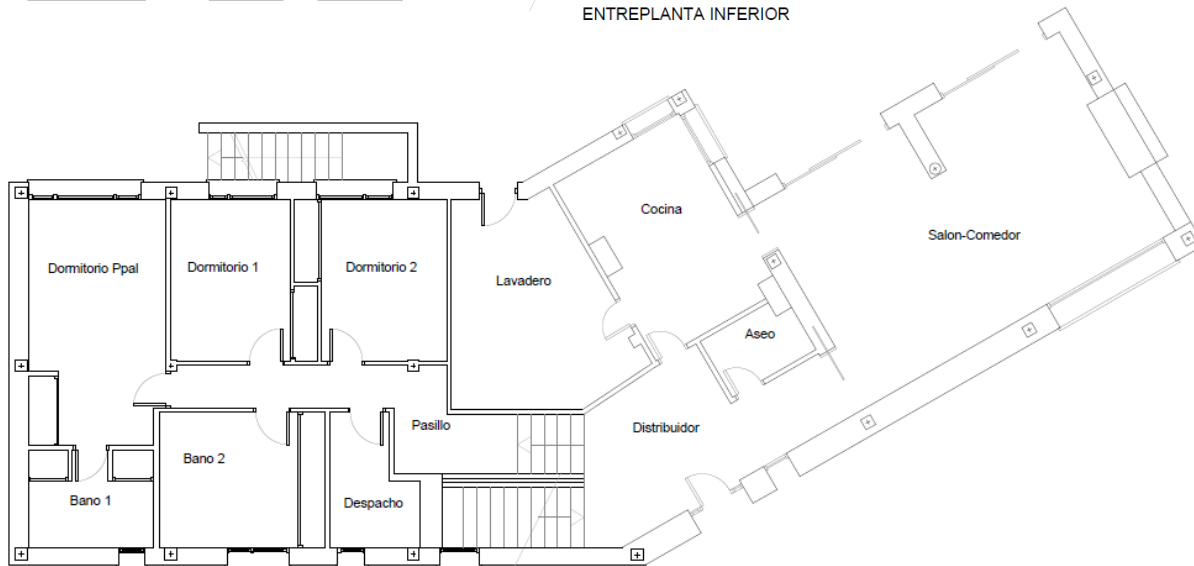 ENTREPLANTA INFERIOR
Cocina
Salon-Comedor
Dormitorio Ppal
Dormitorio 1
Dormitorio 2
Lavadero
Aseo
Pasillo
Distribuidor
Bano 2
Bano 1
Despacho